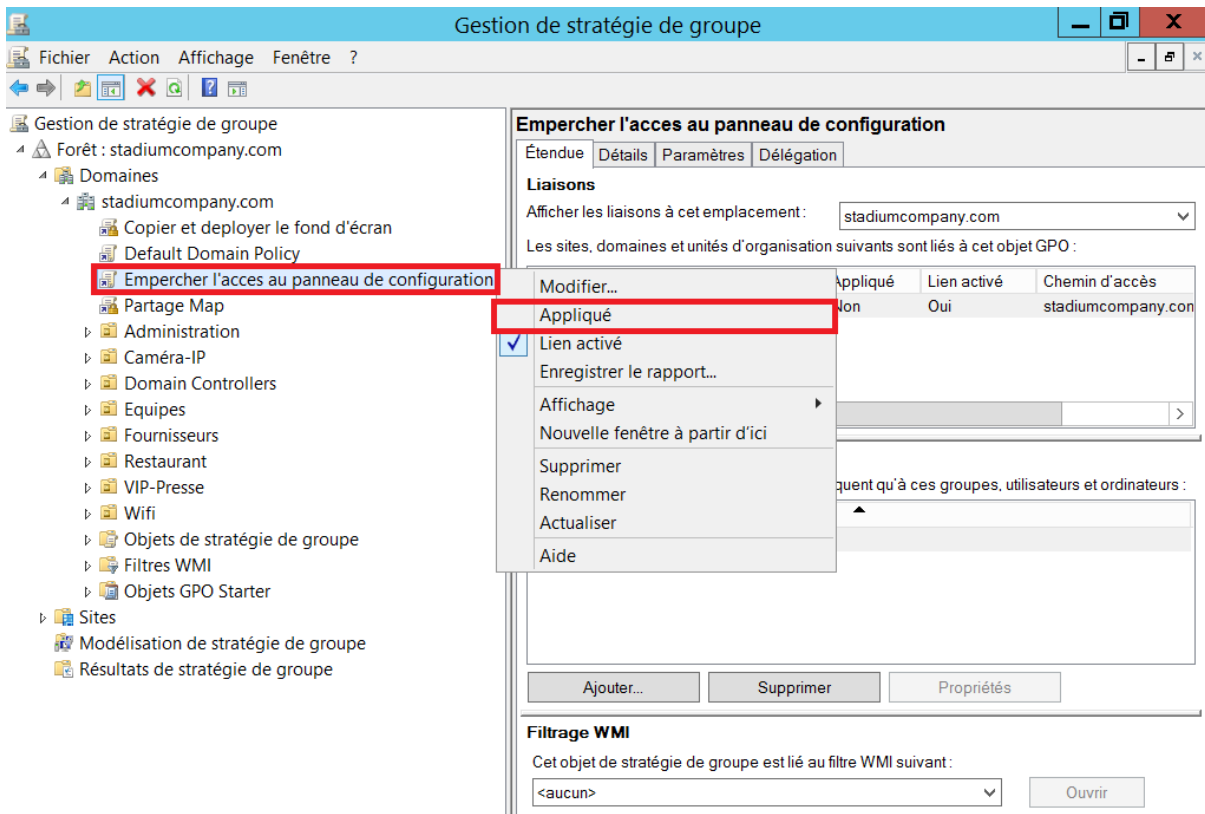 Gestion de stratégie de groupe
Fichier Action Affichage Fenêtre ?
Gestion de stratégie de groupe
Forêt : stadiumcompany.com
Domaines
stadiumcompany.com
Copier et deployer le fond d'écran
Default Domain Policy
Empercher l'acces au panneau de configuration
Partage Map
Administration
Caméra-IP
Domain Controllers
Equipes
Fournisseurs
Restaurant
VIP-Presse
Wifi
Objets de stratégie de groupe
Filtres WMI
Objets GPO Starter
Sites
Modélisation de stratégie de groupe
Résultats de stratégie de groupe
Modifier...
Appliqué
Lien activé
Enregistrer le rapport...
Affichage
Nouvelle fenêtre à partir d'ici
Supprimer
Renommer
Actualiser
Aide
Empercher l'acces au panneau de configuration
Étendue Détails Paramètres Délégation
Liaisons
Afficher les liaisons à cet emplacement : stadiumcompany.com
Les sites, domaines et unités d'organisation suivants sont liés à cet objet GPO :
Appliqué Lien activé Chemin d'accès
Non Oui stadiumcompany.con
quent qu'à ces groupes, utilisateurs et ordinateurs :
Ajouter... Supprimer Propriétés
Filtrage WMI
Cet objet de stratégie de groupe est lié au filtre WMI suivant :
<aucun> Ouvrir